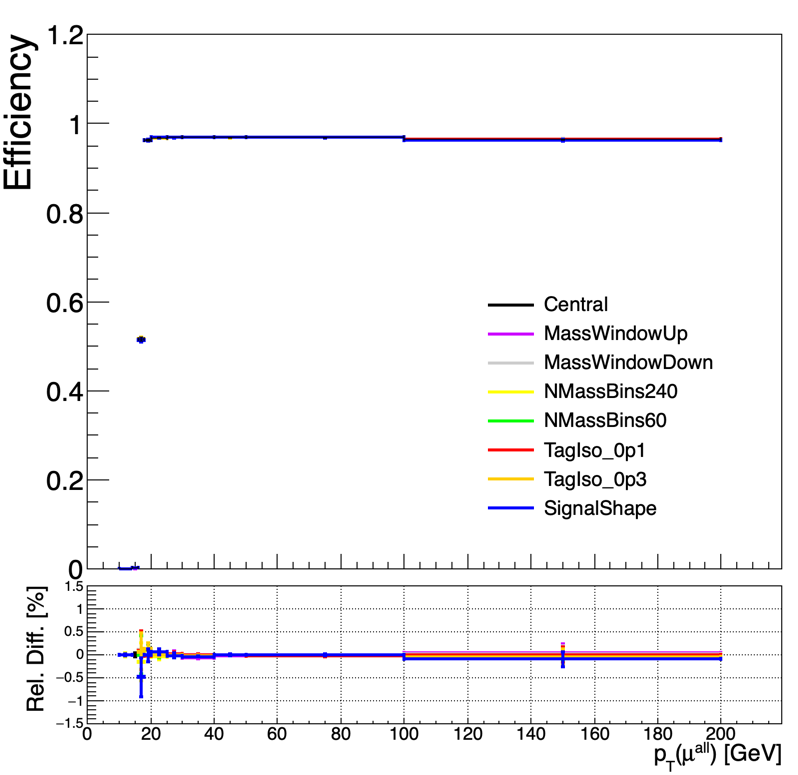 Efficiency
1.2
1
0.8
0.6
0.4
0.2
0
Central
MassWindowUp
MassWindowDown
NMassBins240
NMassBins60
TagIso_0p1
TagIso_0p3
SignalShape
Rel. Diff. [%]
1.5
1
0.5
0
−0.5
−1
−1.5
0 20 40 60 80 100 120 140 160 180 200
p_T(μ^all) [GeV]